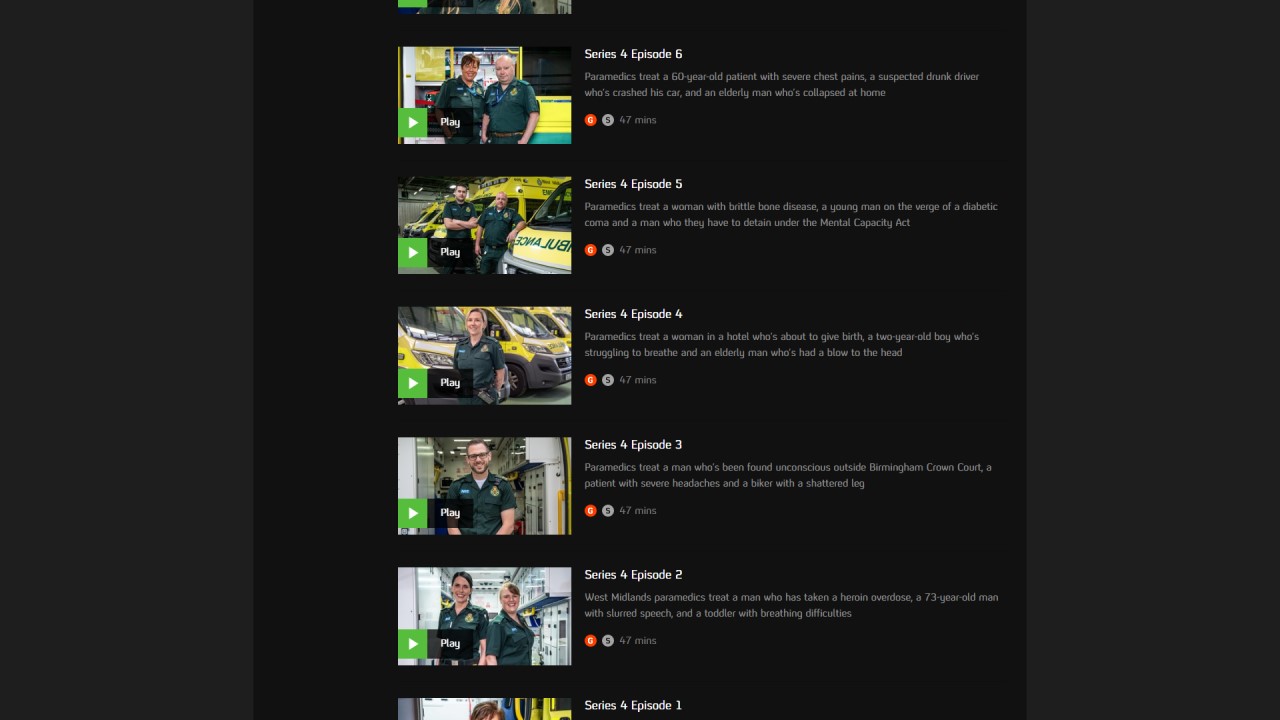 Series 4 Episode 6
Paramedics treat a 60-year-old patient with severe chest pains, a suspected drunk driver
who's crashed his car, and an elderly man who's collapsed at home
Play
G S 47 mins
Series 4 Episode 5
Paramedics treat a woman with brittle bone disease, a young man on the verge of a diabetic
coma and a man who they have to detain under the Mental Capacity Act
Play
G S 47 mins
Series 4 Episode 4
Paramedics treat a woman in a hotel who's about to give birth, a two-year-old boy who's
struggling to breathe and an elderly man who's had a blow to the head
Play
G S 47 mins
Series 4 Episode 3
Paramedics treat a man who's been found unconscious outside Birmingham Crown Court, a
patient with severe headaches and a biker with a shattered leg
Play
G S 47 mins
Series 4 Episode 2
West Midlands paramedics treat a man who has taken a heroin overdose, a 73-year-old man
with slurred speech, and a toddler with breathing difficulties
Play
G S 47 mins
Series 4 Episode 1